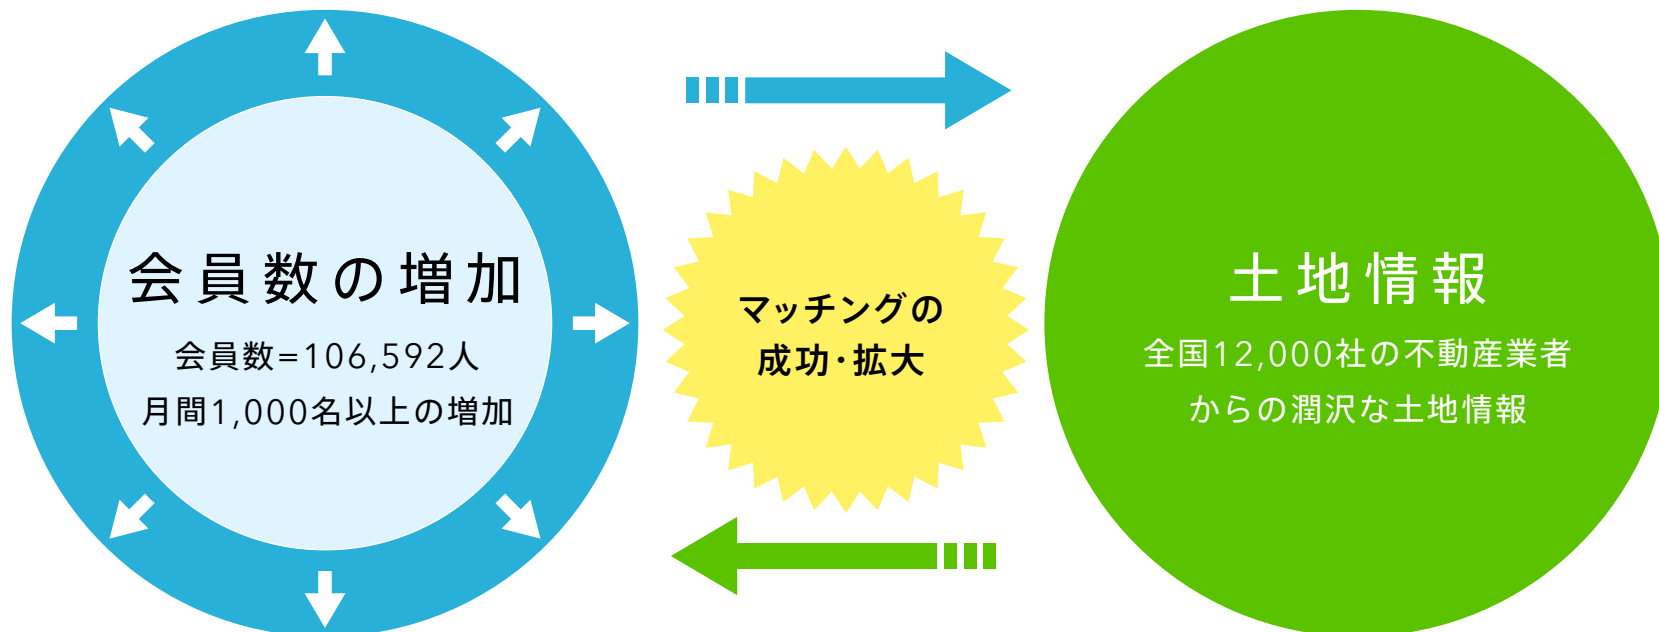 会員数の増加
会員数=106,592人
月間1,000名以上の増加
マッチングの
成功・拡大
土地情報
全国12,000社の不動産業者
からの潤沢な土地情報